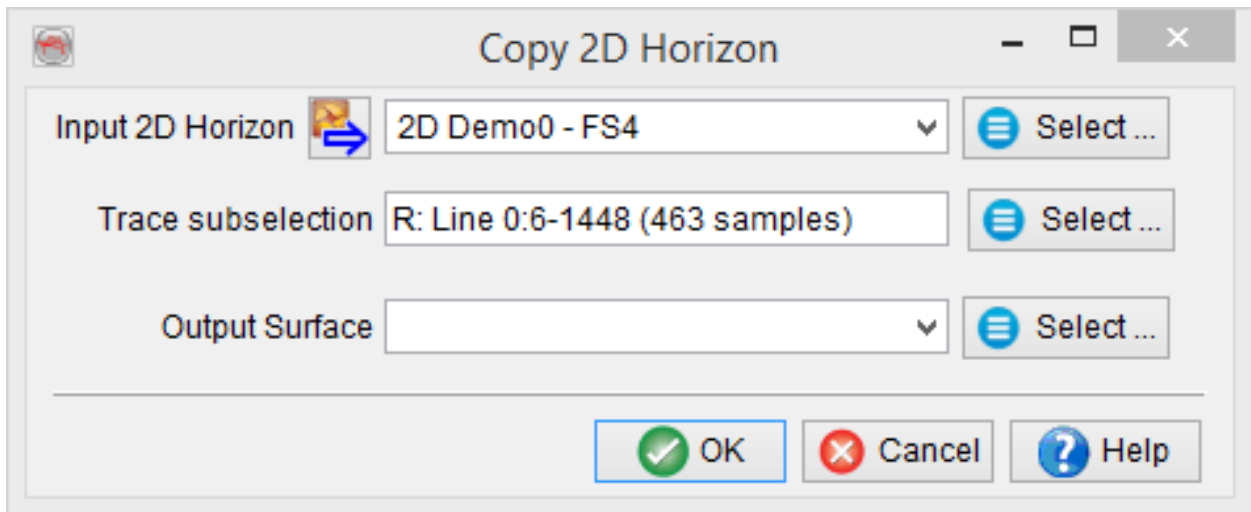 Copy 2D Horizon
Input 2D Horizon 2D Demo0 - FS4 Select ...
Trace subselection R: Line 0:6-1448 (463 samples) Select ...
Output Surface Select ...
OK Cancel ? Help